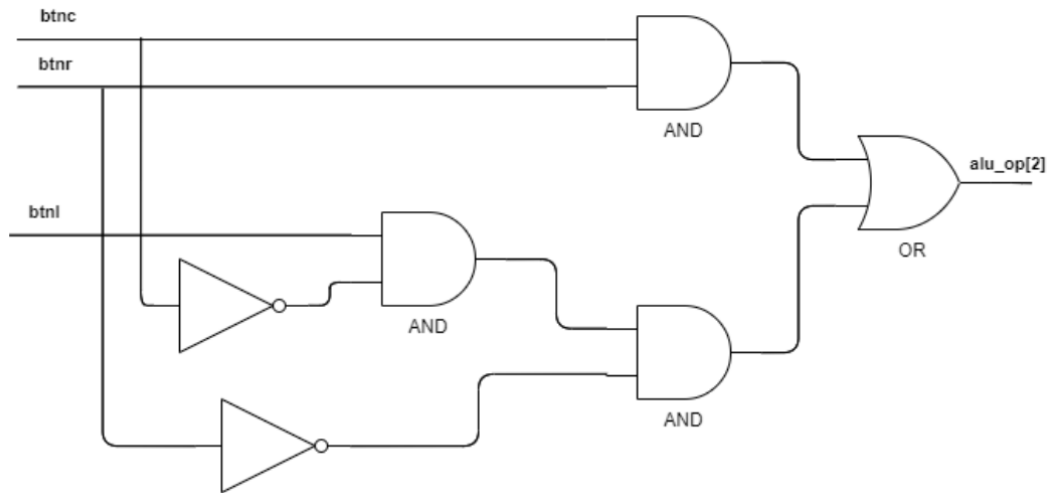 btnc
btnr
AND
alu_op[2]
btnl
OR
AND
AND